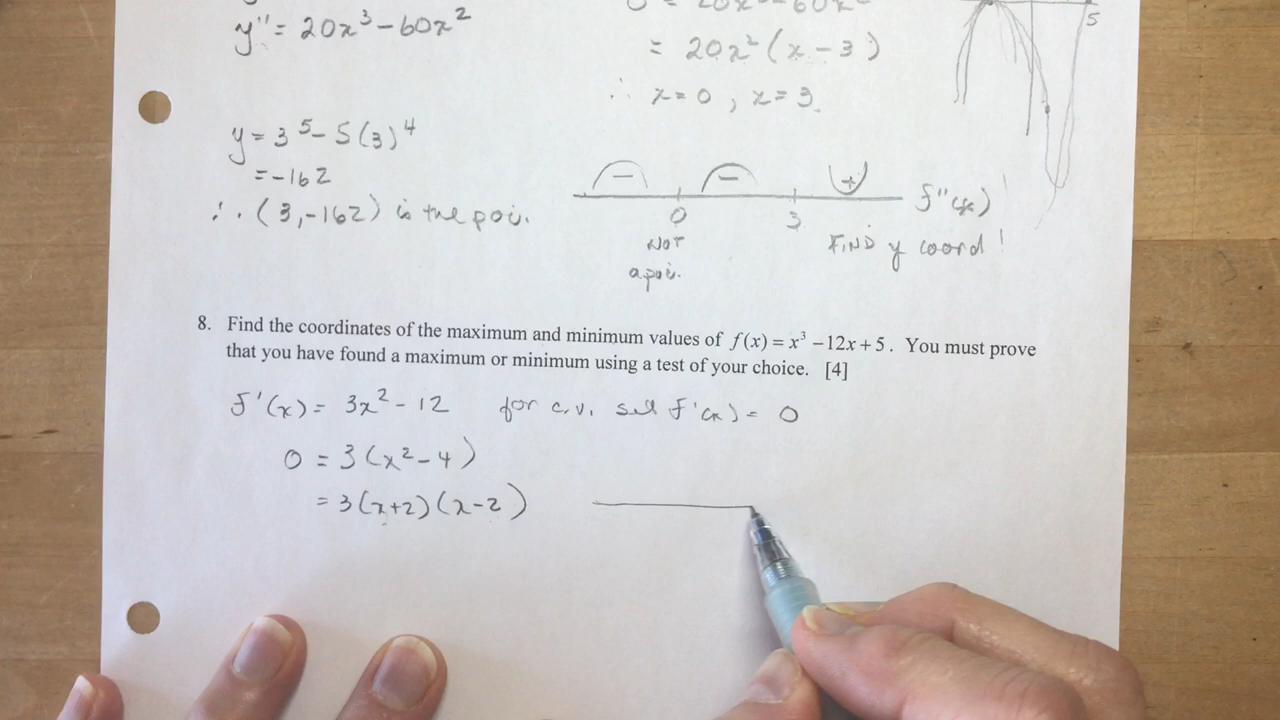 y'' = 20x³ - 60x²
= 20x²(x - 3)
∴ x = 0, x = 3.
y = 3⁵ - 5(3)⁴
= -162
∴ (3, -162) is the poi.
5
− − + f''(x)
0 3
NOT
a poi.
FIND y coord!
8. Find the coordinates of the maximum and minimum values of f(x) = x³ − 12x + 5. You must prove
that you have found a maximum or minimum using a test of your choice. [4]
f'(x) = 3x² - 12 for c.v. set f'(x) = 0
0 = 3(x² - 4)
= 3(x+2)(x-2)